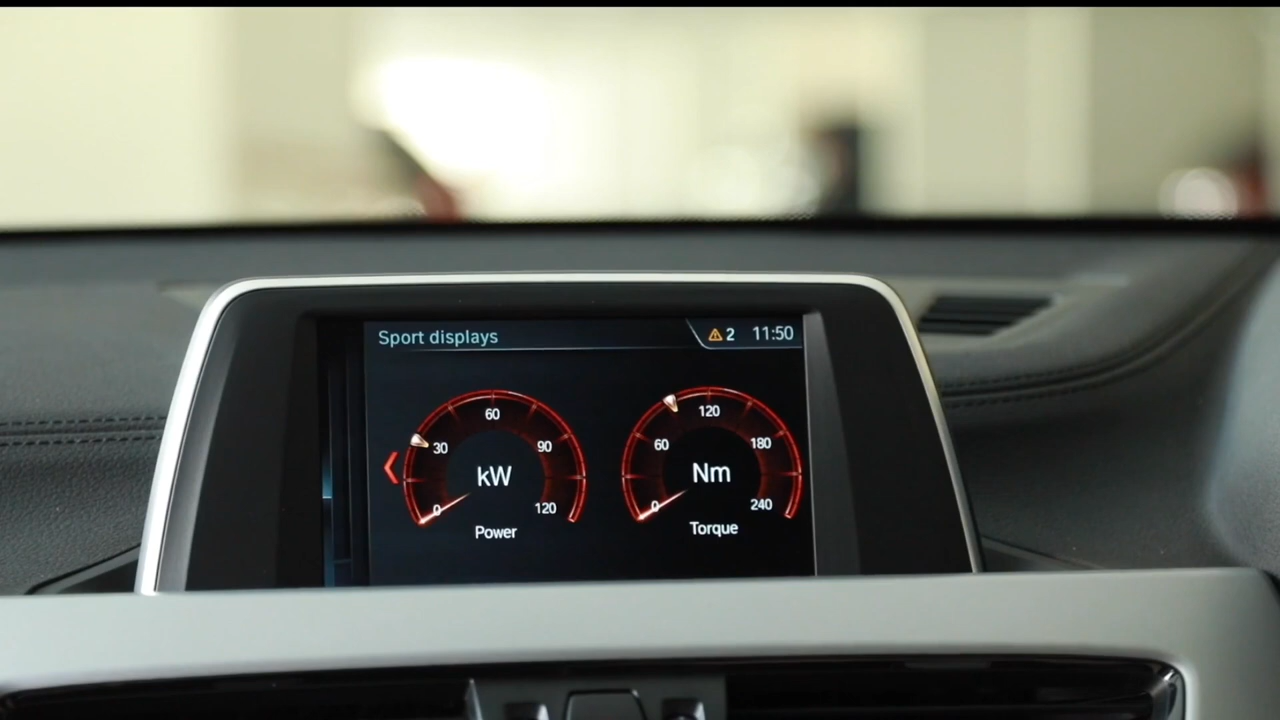 Sport displays
2 11:50
60
30 90
kW
0 120
Power
120
60 180
Nm
0 240
Torque